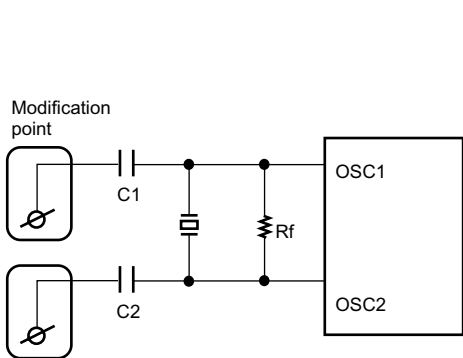 Modification
point
C1
OSC1
Rf
C2
OSC2